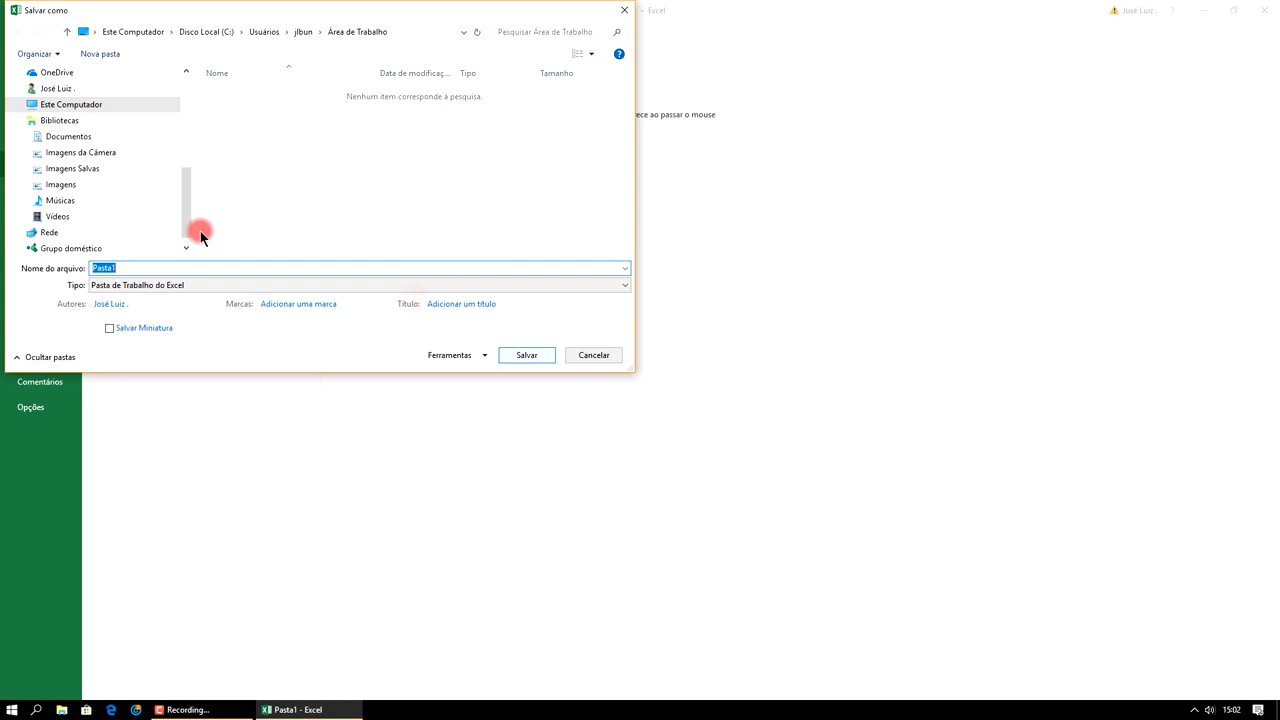 Salvar como
- Excel
José Luiz .
?
Este Computador > Disco Local (C:) > Usuários > jlbun > Área de Trabalho
Pesquisar Área de Trabalho
Organizar
Nova pasta
?
OneDrive
José Luiz .
Este Computador
Bibliotecas
Documentos
Imagens da Câmera
Imagens Salvas
Imagens
Músicas
Vídeos
Rede
Grupo doméstico
Nome
Data de modificaç...
Tipo
Tamanho
Nenhum item corresponde à pesquisa.
ece ao passar o mouse
Nome do arquivo: Pasta1
Tipo: Pasta de Trabalho do Excel
Autores: José Luiz .
Marcas: Adicionar uma marca
Título: Adicionar um título
Salvar Miniatura
Ocultar pastas
Ferramentas
Salvar
Cancelar
Comentários
Opções
Recording...
Pasta1 - Excel
15:02